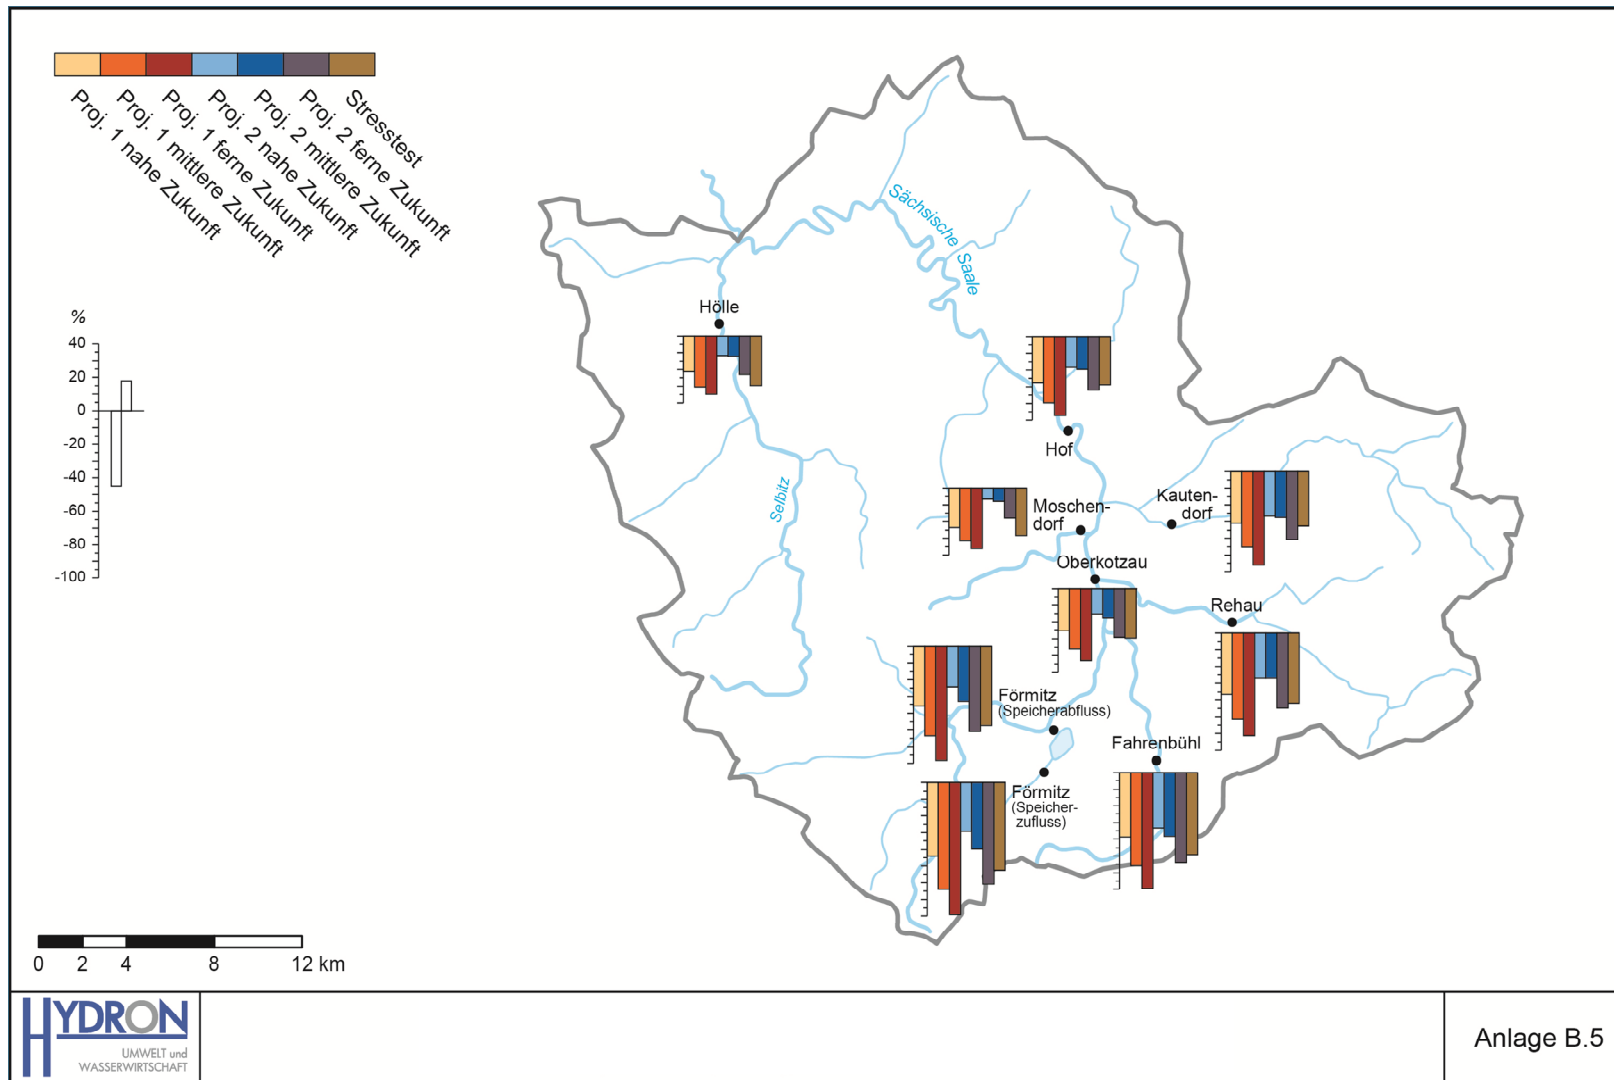 Proj. 1 nahe Zukunft
Proj. 1 mittlere Zukunft
Proj. 1 ferne Zukunft
Proj. 2 nahe Zukunft
Proj. 2 mittlere Zukunft
Proj. 2 ferne Zukunft
Stresstest
%
40
20
0
-20
-40
-60
-80
-100
Sächsische Saale
Hölle
Hof
Selbitz
Moschen-
dorf
Kauten-
dorf
Oberkotzau
Rehau
Förmitz
(Speicherabfluss)
Fahrenbühl
Förmitz
(Speicher-
zufluss)
0 2 4 8 12 km
HYDRON
UMWELT und
WASSERWIRTSCHAFT
Anlage B.5